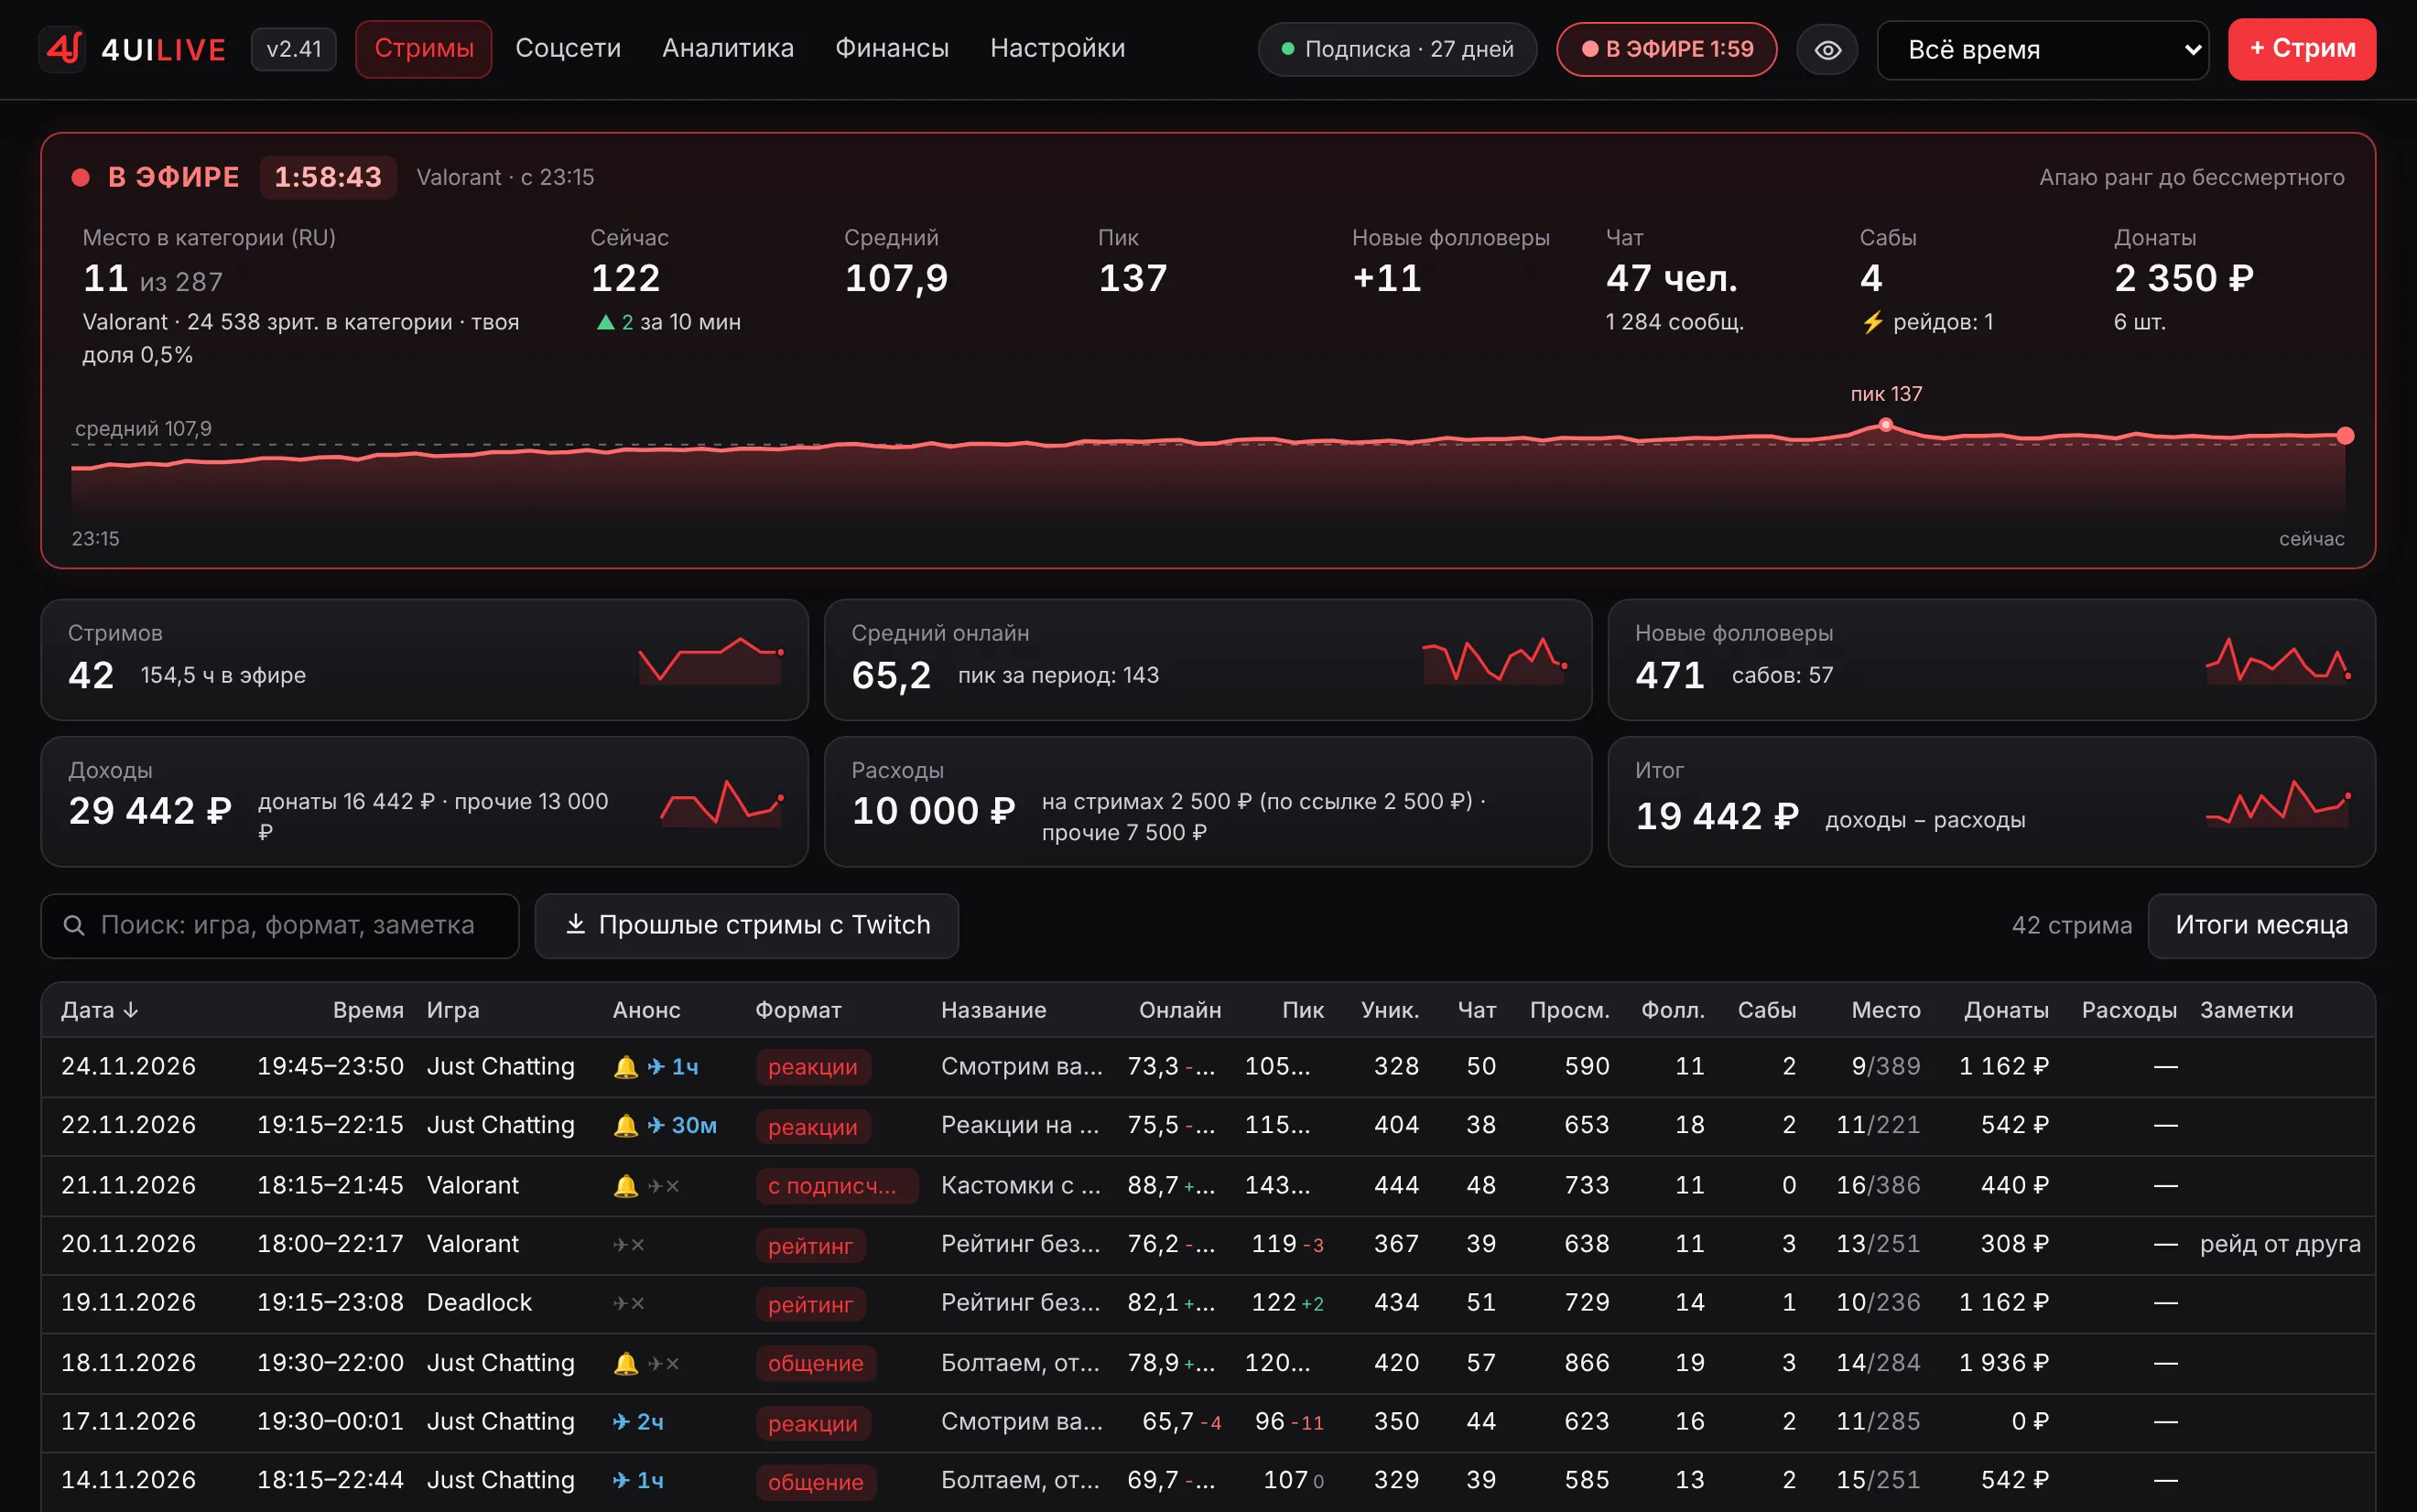 4UILIVE v2.41 Стримы Соцсети Аналитика Финансы Настройки Подписка · 27 дней В ЭФИРЕ 1:59 Всё время + Стрим
В ЭФИРЕ 1:58:43 Valorant · с 23:15 Апаю ранг до бессмертного
Место в категории (RU) Сейчас Средний Пик Новые фолловеры Чат Сабы Донаты
11 из 287 122 107,9 137 +11 47 чел. 4 2 350 ₽
Valorant · 24 538 зрит. в категории · твоя ▲ 2 за 10 мин 1 284 сообщ. ⚡ рейдов: 1 6 шт.
доля 0,5%
пик 137
средний 107,9
23:15 сейчас
Стримов Средний онлайн Новые фолловеры
42 154,5 ч в эфире 65,2 пик за период: 143 471 сабов: 57
Доходы Расходы Итог
29 442 ₽ донаты 16 442 ₽ · прочие 13 000 10 000 ₽ на стримах 2 500 ₽ (по ссылке 2 500 ₽) · 19 442 ₽ доходы − расходы
₽ прочие 7 500 ₽
Поиск: игра, формат, заметка Прошлые стримы с Twitch 42 стрима Итоги месяца
Дата ↓ Время Игра Анонс Формат Название Онлайн Пик Уник. Чат Просм. Фолл. Сабы Место Донаты Расходы Заметки
24.11.2026 19:45–23:50 Just Chatting 🔔 ✈ 1ч реакции Смотрим ва... 73,3 -... 105... 328 50 590 11 2 9/389 1 162 ₽ —
22.11.2026 19:15–22:15 Just Chatting 🔔 ✈ 30м реакции Реакции на ... 75,5 -... 115... 404 38 653 18 2 11/221 542 ₽ —
21.11.2026 18:15–21:45 Valorant 🔔 ✈✕ с подписч... Кастомки с ... 88,7 +... 143... 444 48 733 11 0 16/386 440 ₽ —
20.11.2026 18:00–22:17 Valorant ✈✕ рейтинг Рейтинг без... 76,2 -... 119 -3 367 39 638 11 3 13/251 308 ₽ — рейд от друга
19.11.2026 19:15–23:08 Deadlock ✈✕ рейтинг Рейтинг без... 82,1 +... 122 +2 434 51 729 14 1 10/236 1 162 ₽ —
18.11.2026 19:30–22:00 Just Chatting 🔔 ✈✕ общение Болтаем, от... 78,9 +... 120... 420 57 866 19 3 14/284 1 936 ₽ —
17.11.2026 19:30–00:01 Just Chatting ✈ 2ч реакции Смотрим ва... 65,7 -4 96 -11 350 44 623 16 2 11/285 0 ₽ —
14.11.2026 18:15–22:44 Just Chatting ✈ 1ч общение Болтаем, от... 69,7 -... 107 0 329 39 585 13 2 15/251 542 ₽ —